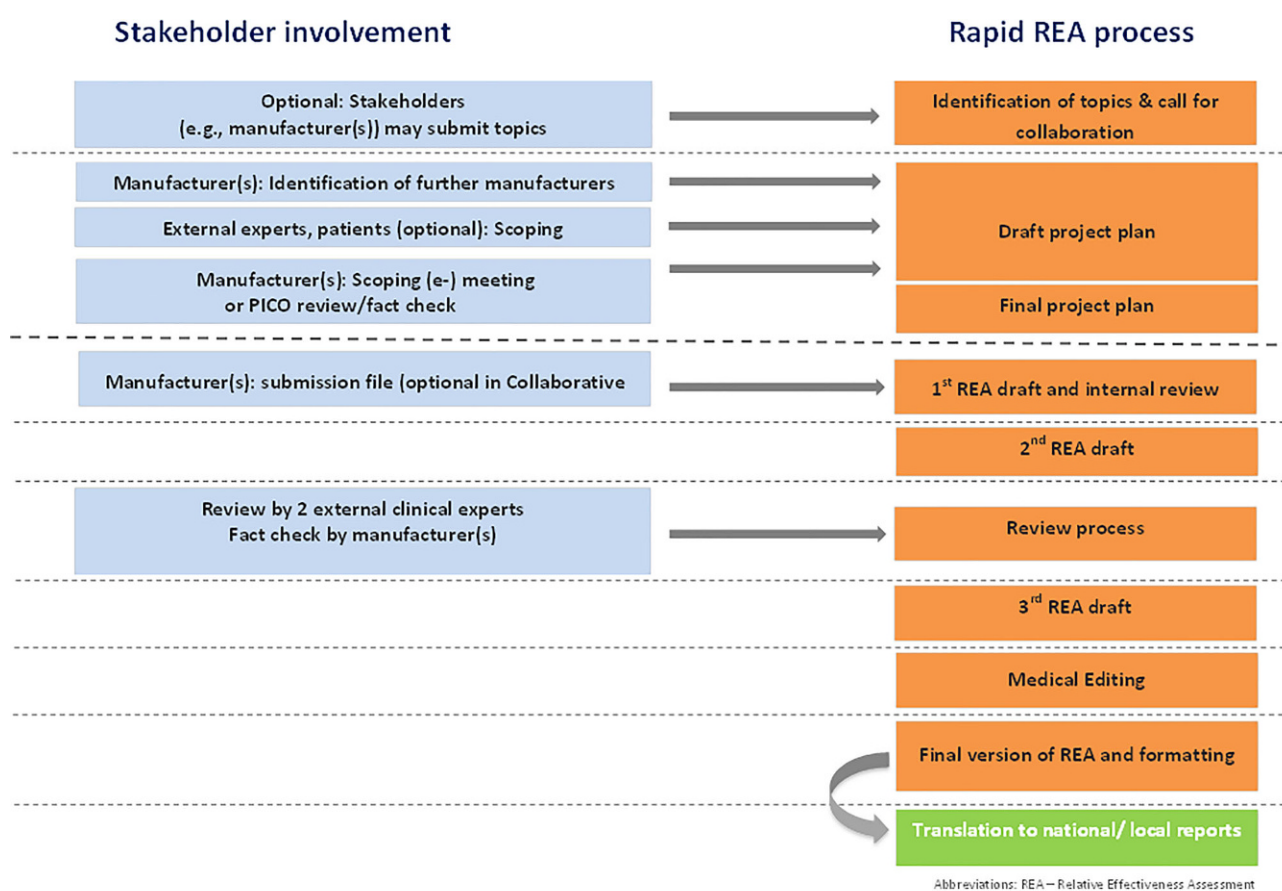 Stakeholder involvement
Rapid REA process
Optional: Stakeholders
(e.g., manufacturer(s)) may submit topics
Identification of topics & call for
collaboration
Manufacturer(s): Identification of further manufacturers
External experts, patients (optional): Scoping
Manufacturer(s): Scoping (e-) meeting
or PICO review/fact check
Draft project plan
Final project plan
Manufacturer(s): submission file (optional in Collaborative
1st REA draft and internal review
2nd REA draft
Review by 2 external clinical experts
Fact check by manufacturer(s)
Review process
3rd REA draft
Medical Editing
Final version of REA and formatting
Translation to national/ local reports
Abbreviations: REA – Relative Effectiveness Assessment